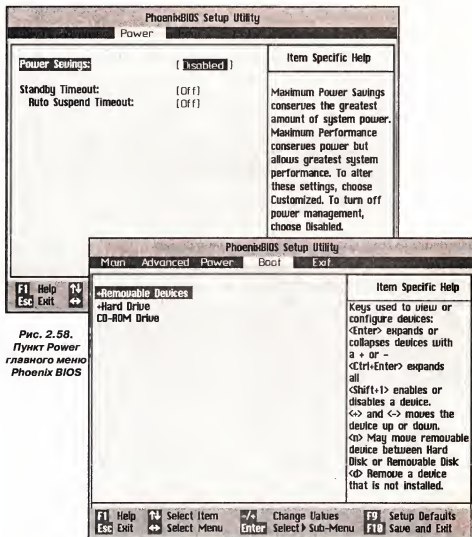 PhoenixBIOS Setup Utility
Power
Power Savings:
[Disabled]
Standby Timeout:
[Off]
Auto Suspend Timeout:
[Off]
Item Specific Help
Maximum Power Savings
conserves the greatest
amount of system power.
Maximum Performance
conserves power but
allows greatest system
performance. To alter
these settings, choose
Customized. To turn off
power management,
choose Disabled.
F1 Help
Esc Exit
Рис. 2.58.
Пункт Power
главного меню
Phoenix BIOS
PhoenixBIOS Setup Utility
Main Advanced Power Boot Exit
+Removable Devices
+Hard Drive
CD-ROM Drive
Item Specific Help
Keys used to view or
configure devices:
<Enter> expands or
collapses devices with
a + or -
<Ctrl+Enter> expands
all
<Shift+1> enables or
disables a device.
<+> and <-> moves the
device up or down.
<n> May move removable
device between Hard
Disk or Removable Disk
<d> Remove a device
that is not installed.
F1 Help ↑↓ Select Item -/+ Change Values F9 Setup Defaults
Esc Exit ↔ Select Menu Enter Select ▶ Sub-Menu F10 Save and Exit